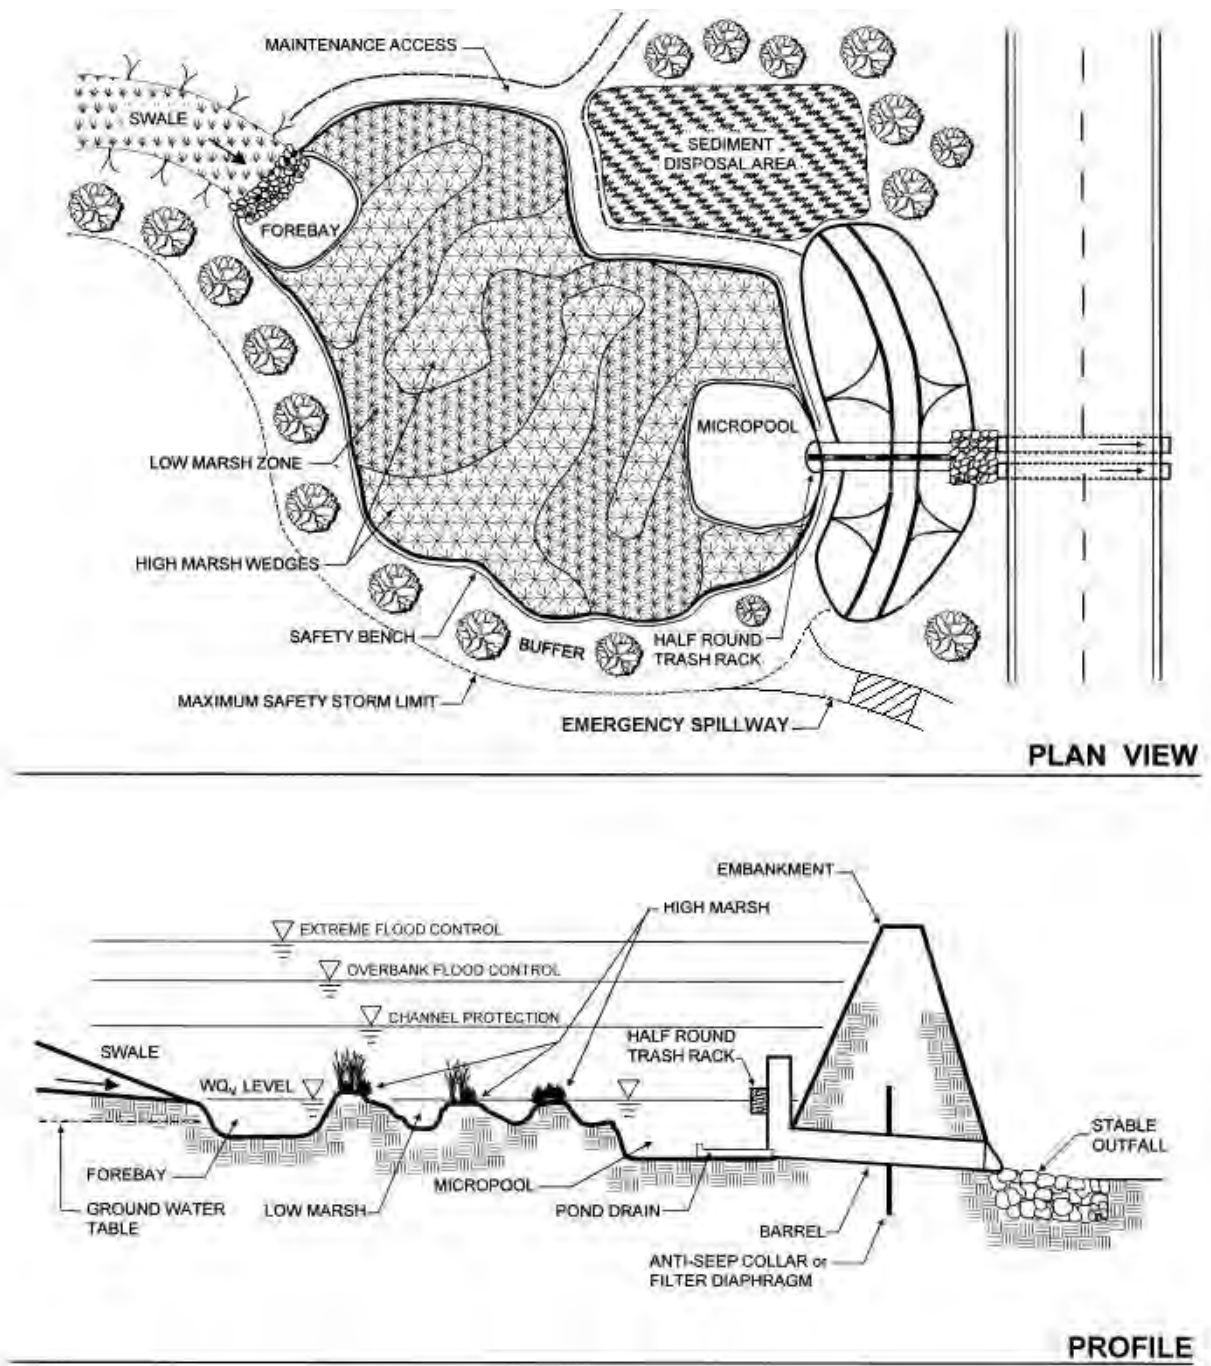 MAINTENANCE ACCESS
SWALE
SEDIMENT
DISPOSAL AREA
FOREBAY
MICROPOOL
LOW MARSH ZONE
HIGH MARSH WEDGES
SAFETY BENCH
BUFFER
HALF ROUND
TRASH RACK
MAXIMUM SAFETY STORM LIMIT
EMERGENCY SPILLWAY
PLAN VIEW
EMBANKMENT
HIGH MARSH
EXTREME FLOOD CONTROL
OVERBANK FLOOD CONTROL
CHANNEL PROTECTION
HALF ROUND
TRASH RACK
SWALE
WQv LEVEL
STABLE
OUTFALL
FOREBAY
MICROPOOL
GROUND WATER
TABLE
LOW MARSH
POND DRAIN
BARREL
ANTI-SEEP COLLAR or
FILTER DIAPHRAGM
PROFILE